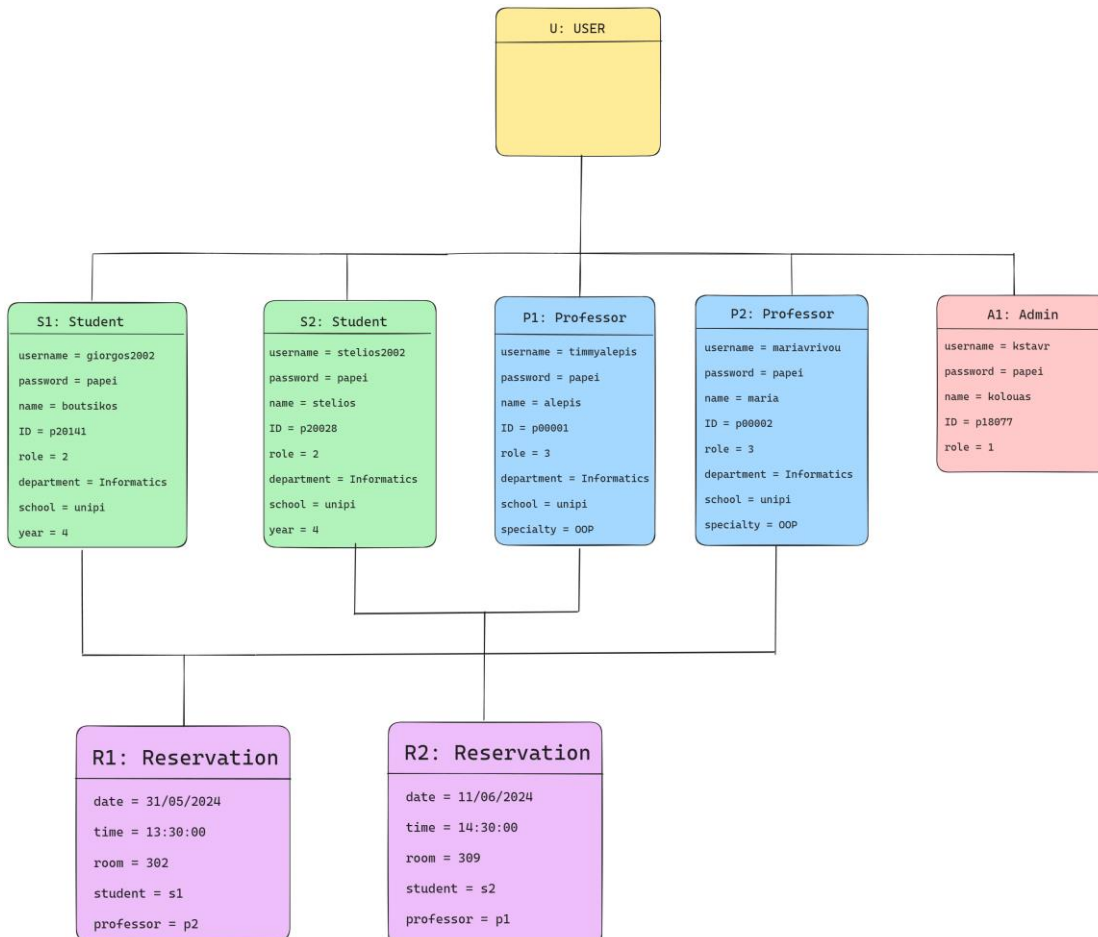 U: USER
S1: Student
username = giorgos2002
password = papei
name = boutsikos
ID = p20141
role = 2
department = Informatics
school = unipi
year = 4
S2: Student
username = stelios2002
password = papei
name = stelios
ID = p20028
role = 2
department = Informatics
school = unipi
year = 4
P1: Professor
username = timmyalepis
password = papei
name = alepis
ID = p00001
role = 3
department = Informatics
school = unipi
specialty = OOP
P2: Professor
username = mariavrivou
password = papei
name = maria
ID = p00002
role = 3
department = Informatics
school = unipi
specialty = OOP
A1: Admin
username = kstavr
password = papei
name = kolouas
ID = p18077
role = 1
R1: Reservation
date = 31/05/2024
time = 13:30:00
room = 302
student = s1
professor = p2
R2: Reservation
date = 11/06/2024
time = 14:30:00
room = 309
student = s2
professor = p1